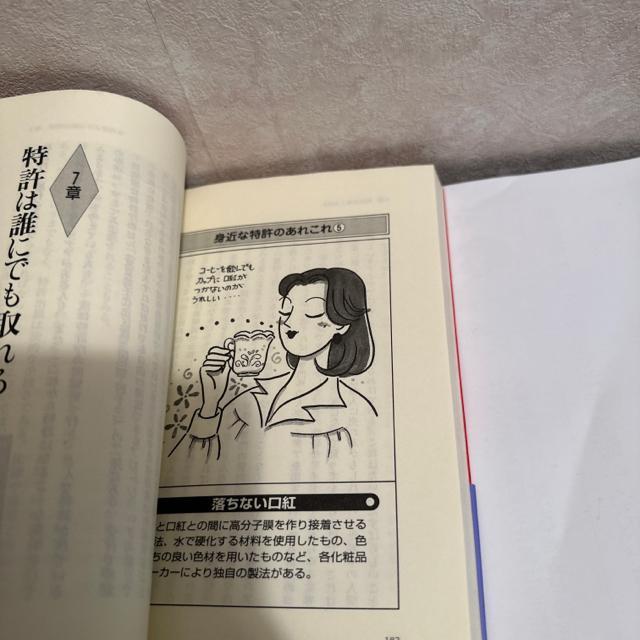 7章
特許は誰にでも取れる
身近な特許のあれこれ⑤
コーヒーを飲んでも
カップに口紅が
つかないのが
うれしい・・・・
落ちない口紅
と口紅との間に高分子膜を作り接着させる
法、水で硬化する材料を使用したもの、色
ちの良い色材を用いたものなど、各化粧品
ーカーにより独自の製法がある。
183